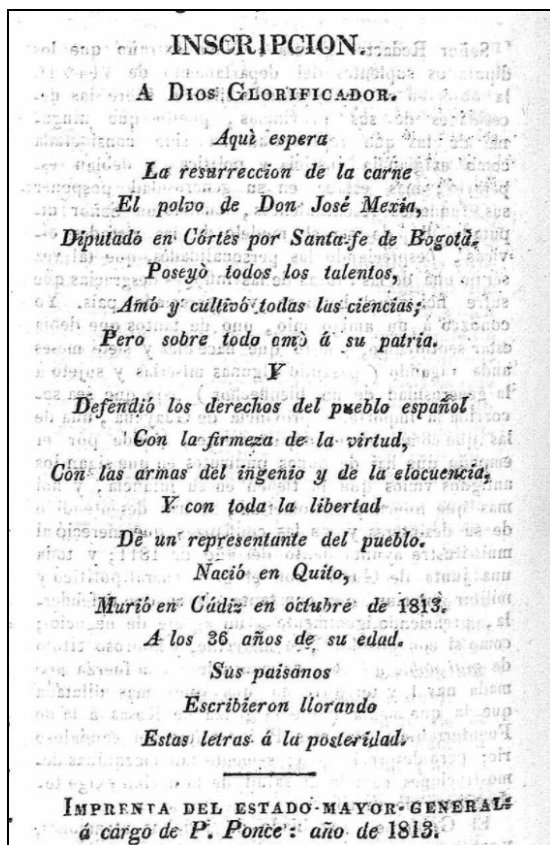 INSCRIPCION.
A DIOS GLORIFICADOR.
Aquì espera
La resurreccion de la carne
El polvo de Don José Mexia,
Diputado en Córtes por Santa-fe de Bogotá.
Poseyò todos los talentos,
Amó y cultivó todas las ciencias;
Pero sobre todo amó á su patria.
Y
Defendió los derechos del pueblo español
Con la firmeza de la virtud,
Con las armas del ingenio y de la elocuencia,
Y con toda la libertad
De un representante del pueblo.
Nació en Quito,
Murió en Cádiz en octubre de 1813.
A los 36 años de su edad.
Sus paisanos
Escribieron llorando
Estas letras á la posteridad.
IMPRENTA DEL ESTADO-MAYOR-GENERAL:
á cargo de P. Ponce: año de 1813.